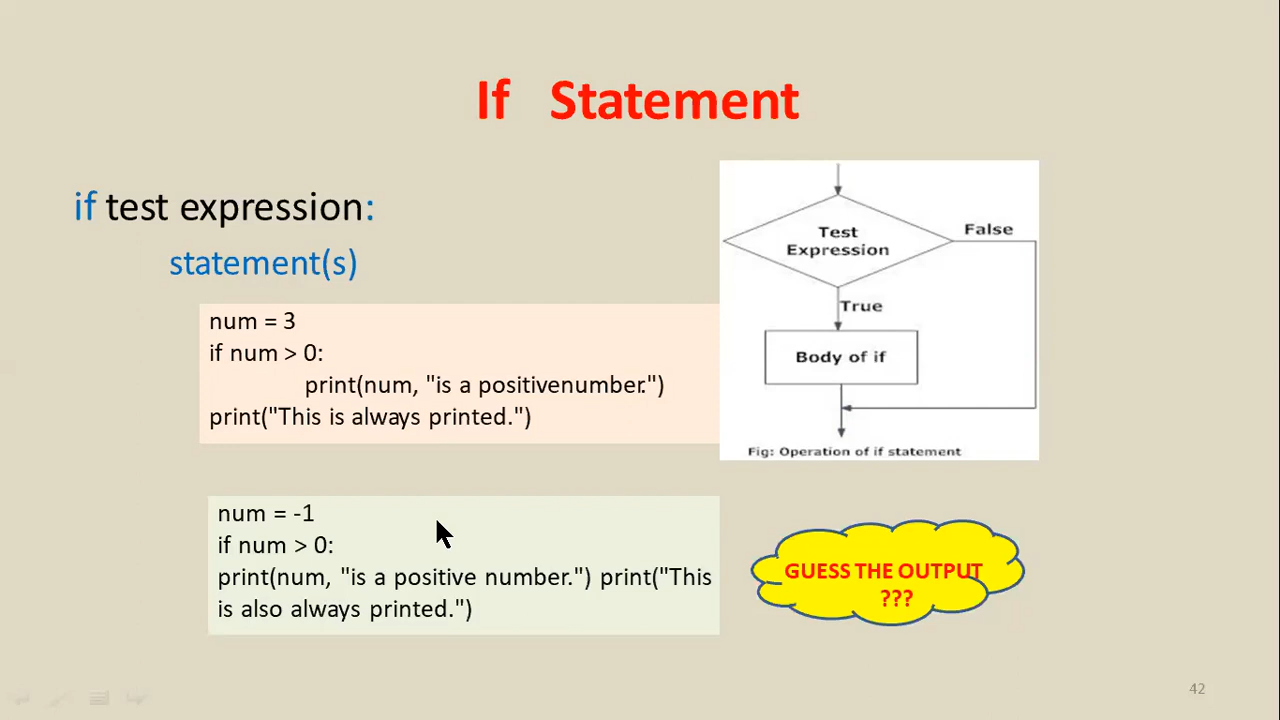 If Statement
if test expression:
statement(s)
num = 3
if num > 0:
print(num, "is a positivenumber.")
print("This is always printed.")
Test
Expression
False
True
Body of if
Fig: Operation of if statement
num = -1
if num > 0:
print(num, "is a positive number.") print("This
is also always printed.")
GUESS THE OUTPUT
???
42